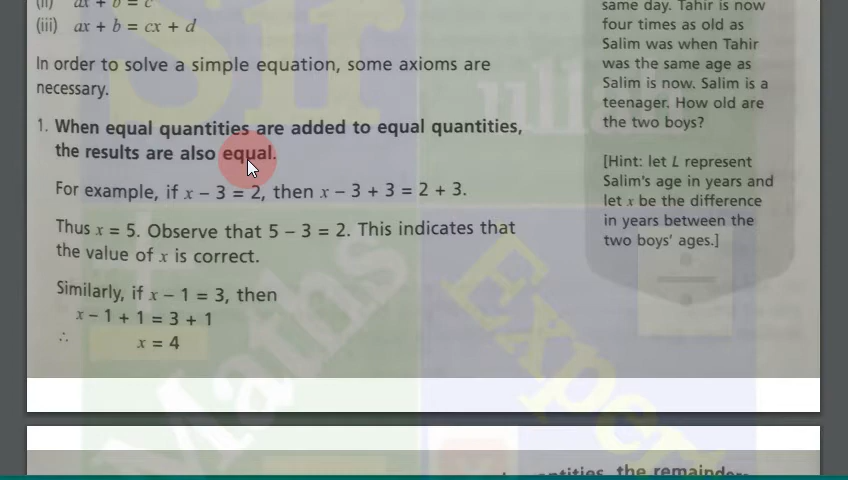 (iii) ax + b = cx + d
In order to solve a simple equation, some axioms are
necessary.
1. When equal quantities are added to equal quantities,
the results are also equal.
For example, if x − 3 = 2, then x − 3 + 3 = 2 + 3.
Thus x = 5. Observe that 5 − 3 = 2. This indicates that
the value of x is correct.
Similarly, if x − 1 = 3, then
x − 1 + 1 = 3 + 1
∴ x = 4
same day. Tahir is now
four times as old as
Salim was when Tahir
was the same age as
Salim is now. Salim is a
teenager. How old are
the two boys?
[Hint: let L represent
Salim's age in years and
let x be the difference
in years between the
two boys' ages.]
Sir
Maths
Expert
the remainder